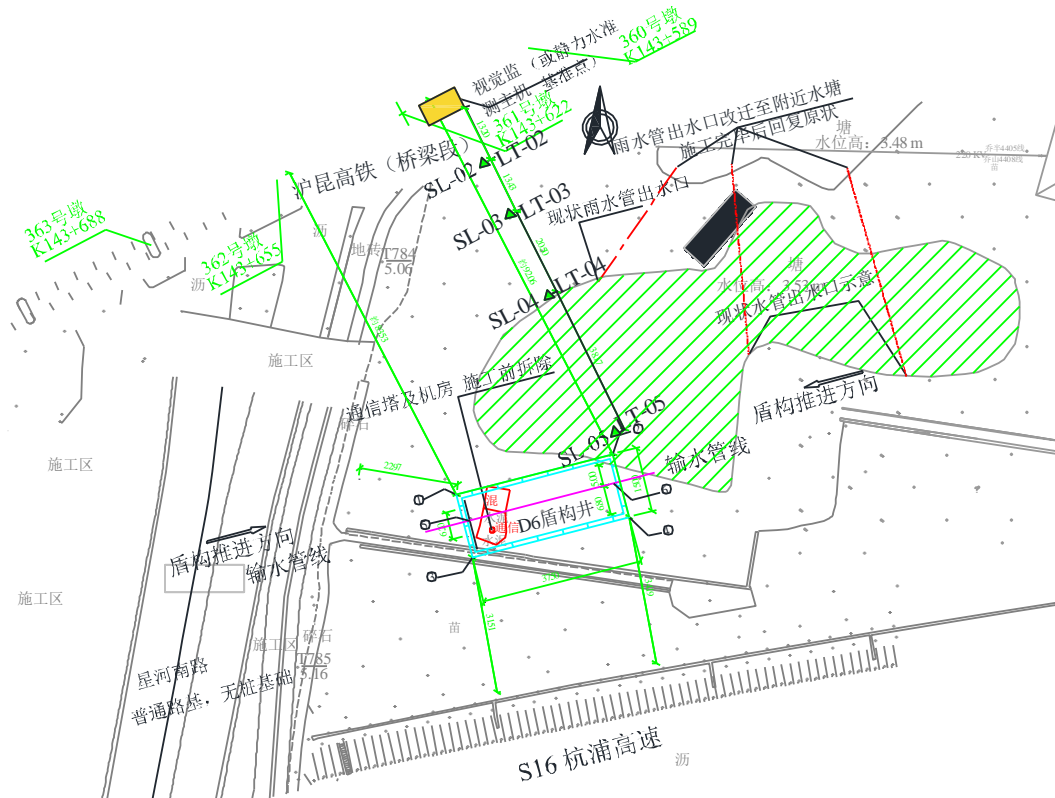 360号墩
K143+589
视觉监（或静力水准
测主机 基准点）
361号墩
K143+622
雨水管出水口改迁至附近水塘
施工完毕后回复原状
塘
水位高：3.48 m
沪昆高铁（桥梁段）
SL-02 LT-02
SL-03 LT-03
现状雨水管出水口
363号墩
K143+688
362号墩
K143+655
沥
地砖
T784
5.06
沥
SL-04 LT-04
塘
现状水管出水口示意
施工区
盾构推进方向
通信塔及机房 施工前拆除
碎石
SL-05 LT-05
输水管线
施工区
2297
混
通信
D6盾构井
盾构推进方向
输水管线
施工区
3151
苗
施工区
碎石
T785
5.16
星河南路
普通路基，无桩基础
S16 杭浦高速
沥